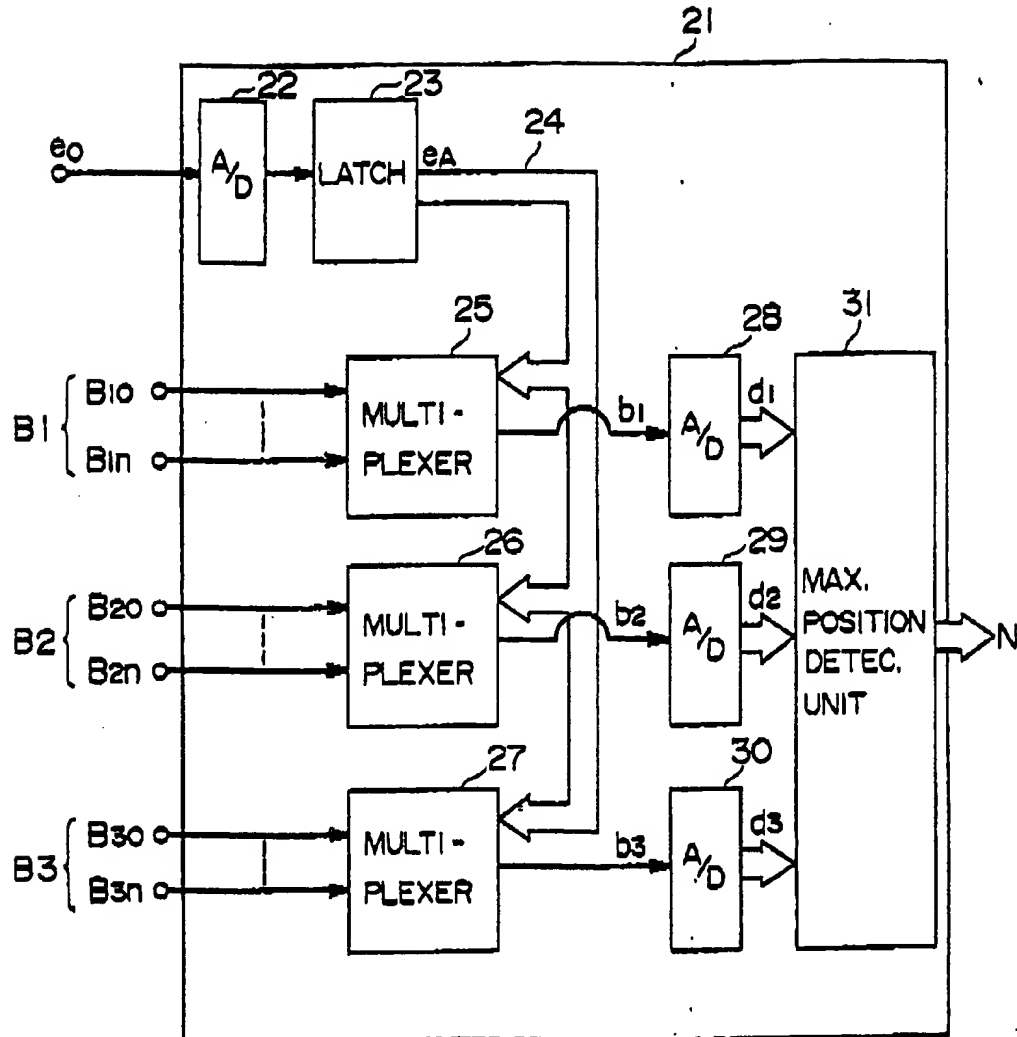 21
22
23
24
eo
A/D
LATCH
eA
25
28
31
B1
B10
B1n
MULTI-
PLEXER
b1
A/D
d1
26
29
B2
B20
B2n
MULTI-
PLEXER
b2
A/D
d2
MAX.
POSITION
DETEC.
UNIT
N
27
30
B3
B30
B3n
MULTI-
PLEXER
b3
A/D
d3